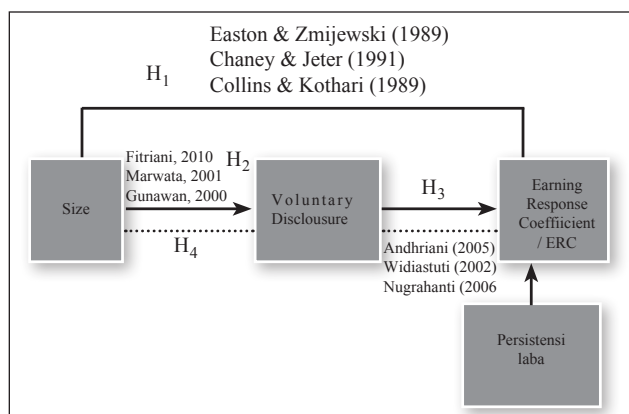 Easton & Zmijewski (1989)
Chaney & Jeter (1991)
Collins & Kothari (1989)
H1
Fitriani, 2010
Marwata, 2001
Gunawan, 2000
H2
Size
Voluntary
Disclousure
H3
Earning
Response
Coeffiicient
/ ERC
H4
Andhriani (2005)
Widiastuti (2002)
Nugrahanti (2006
Persistensi
laba